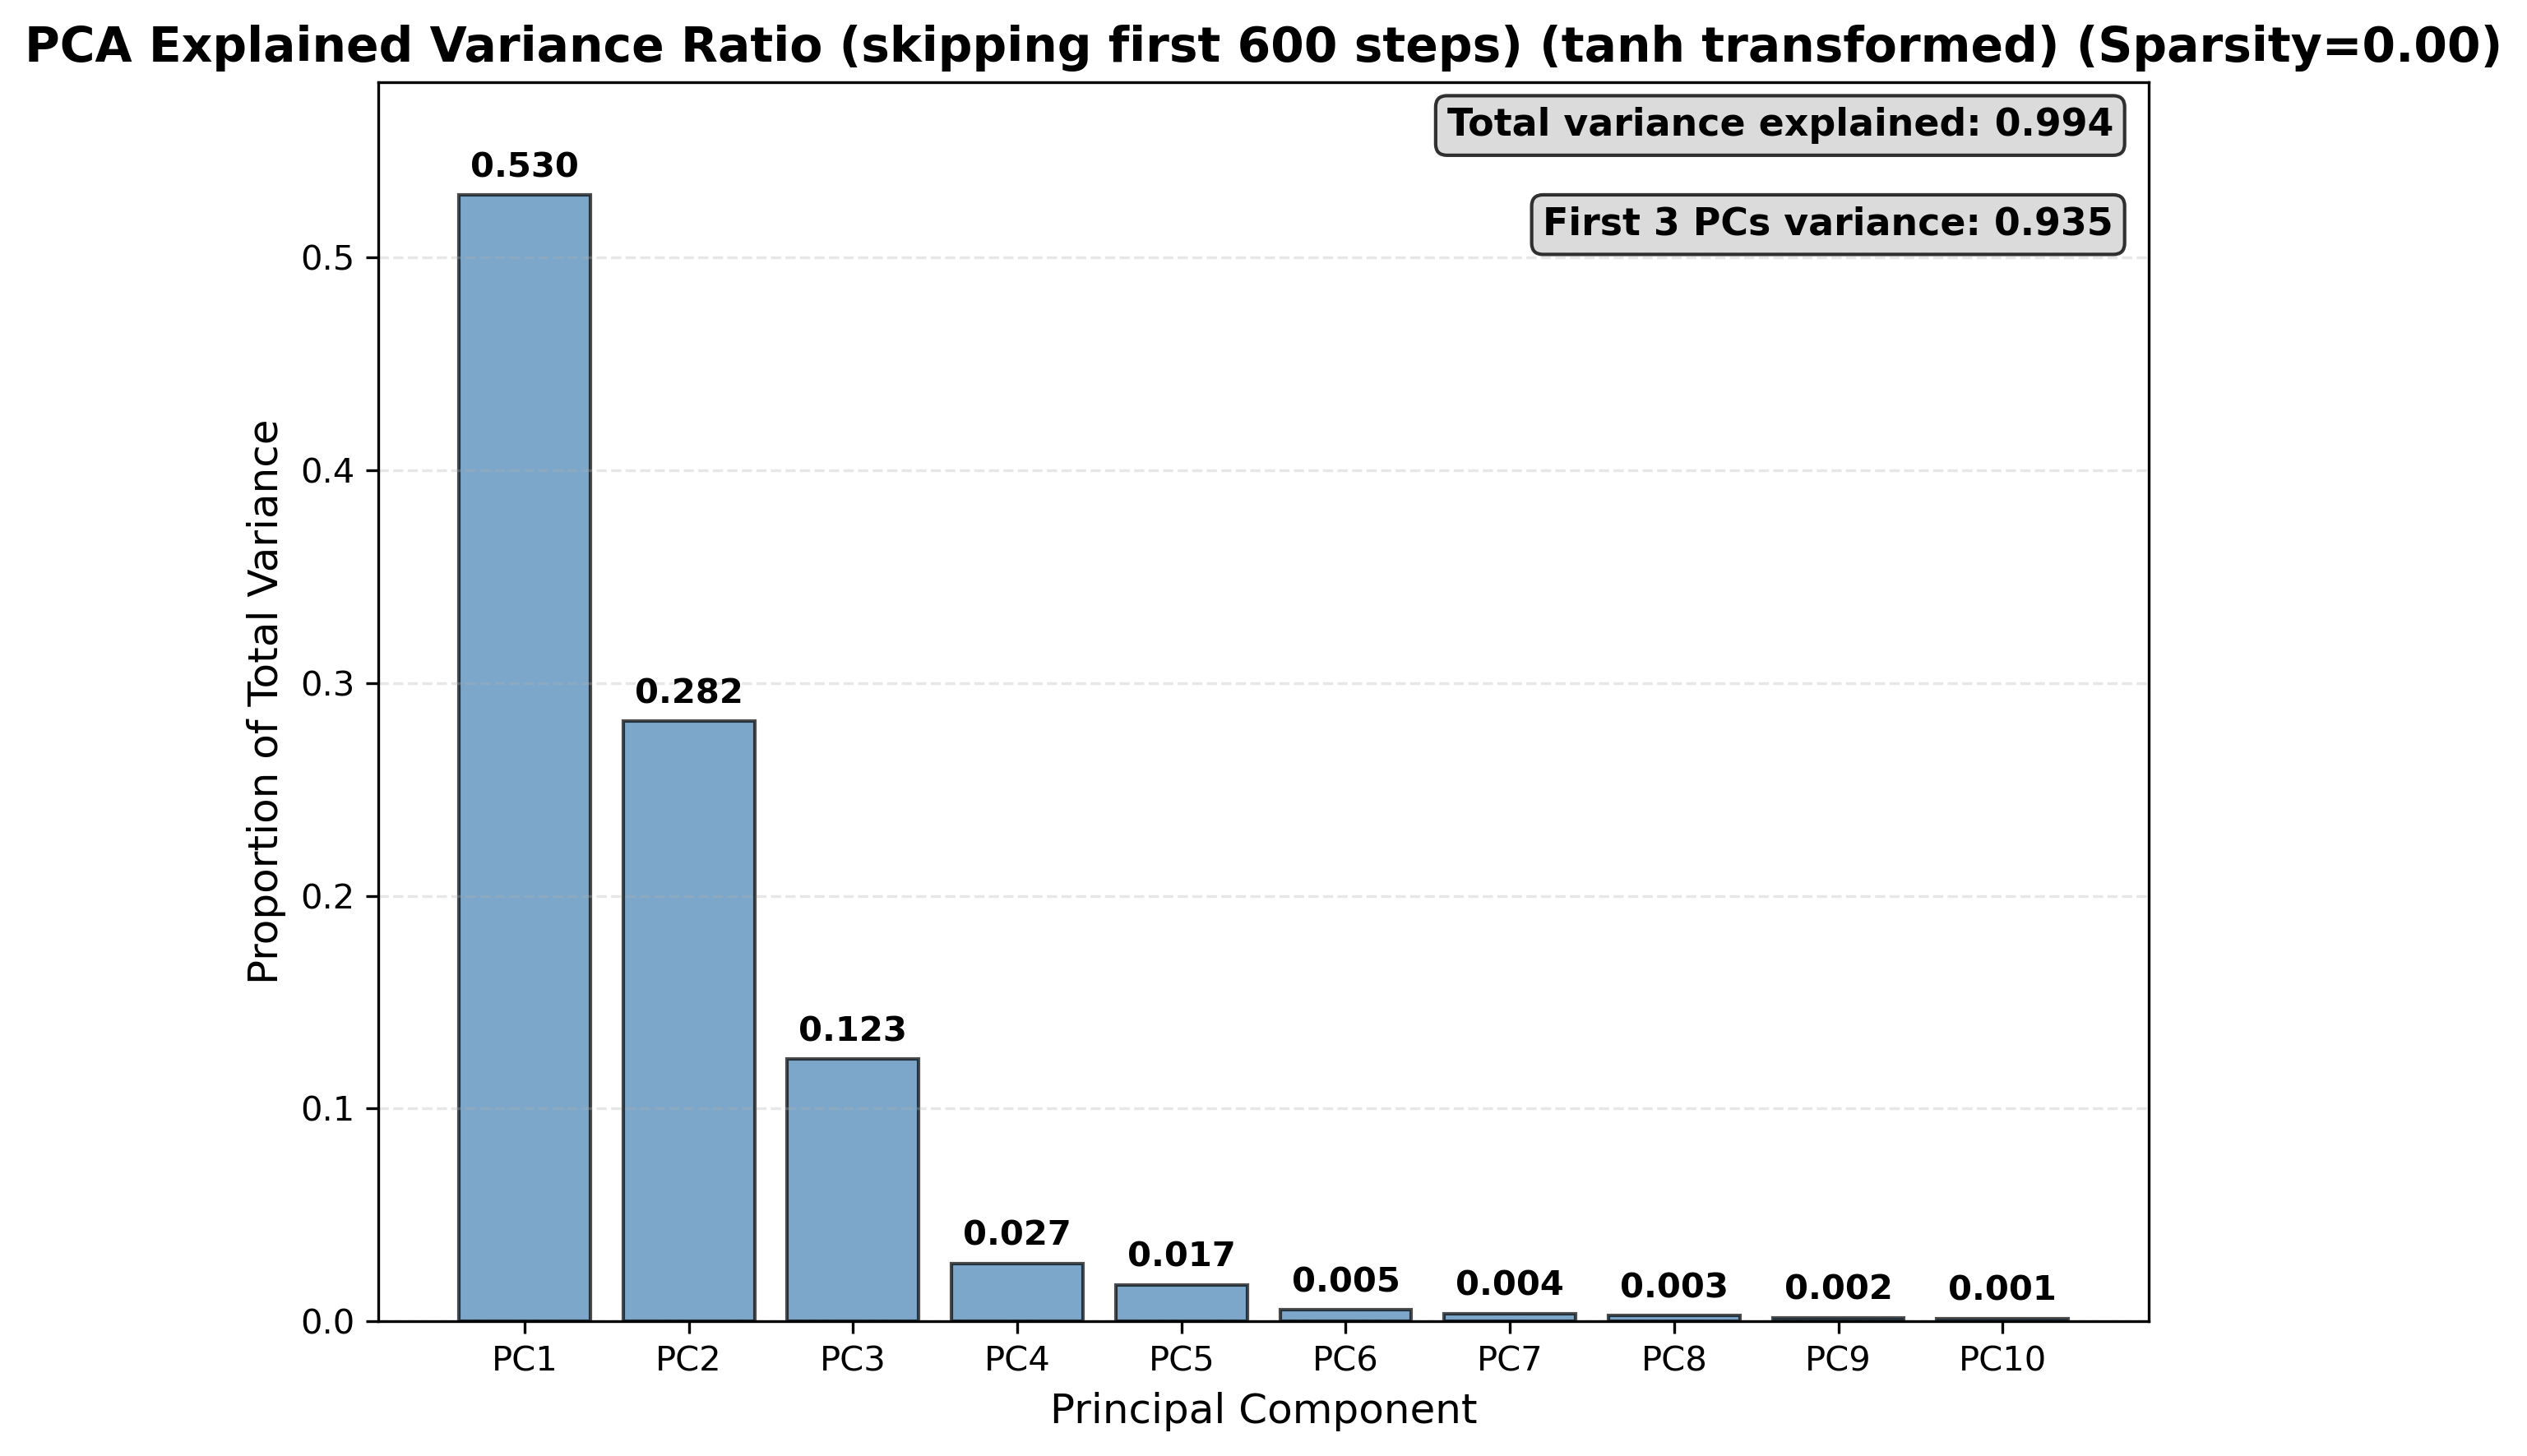 PCA Explained Variance Ratio (skipping first 600 steps) (tanh transformed) (Sparsity=0.00)
Total variance explained: 0.994
First 3 PCs variance: 0.935
Proportion of Total Variance
0.5
0.4
0.3
0.2
0.1
0.0
0.530
0.282
0.123
0.027
0.017
0.005
0.004
0.003
0.002
0.001
PC1
PC2
PC3
PC4
PC5
PC6
PC7
PC8
PC9
PC10
Principal Component